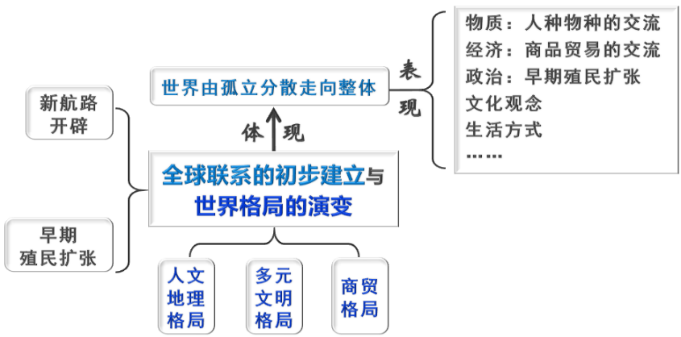 新航路
开辟
早期
殖民扩张
世界由孤立分散走向整体
体现
全球联系的初步建立与
世界格局的演变
人文
地理
格局
多元
文明
格局
商贸
格局
表
现
物质：人种物种的交流
经济：商品贸易的交流
政治：早期殖民扩张
文化观念
生活方式
……